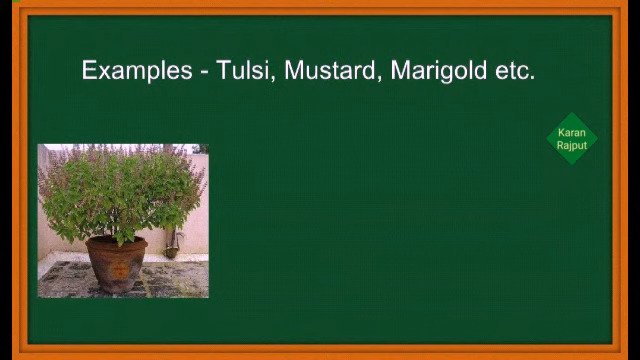 Examples - Tulsi, Mustard, Marigold etc.
Karan
Rajput